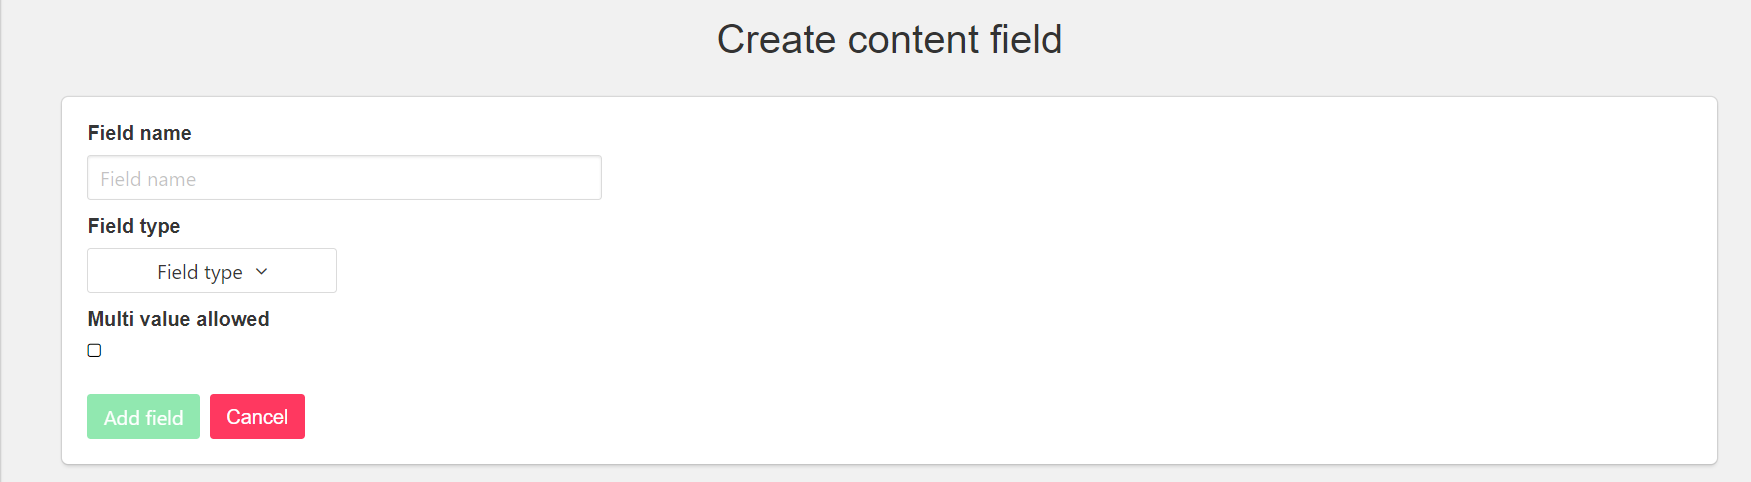 Create content field
Field name
Field name
Field type
Field type
Multi value allowed
Add field Cancel